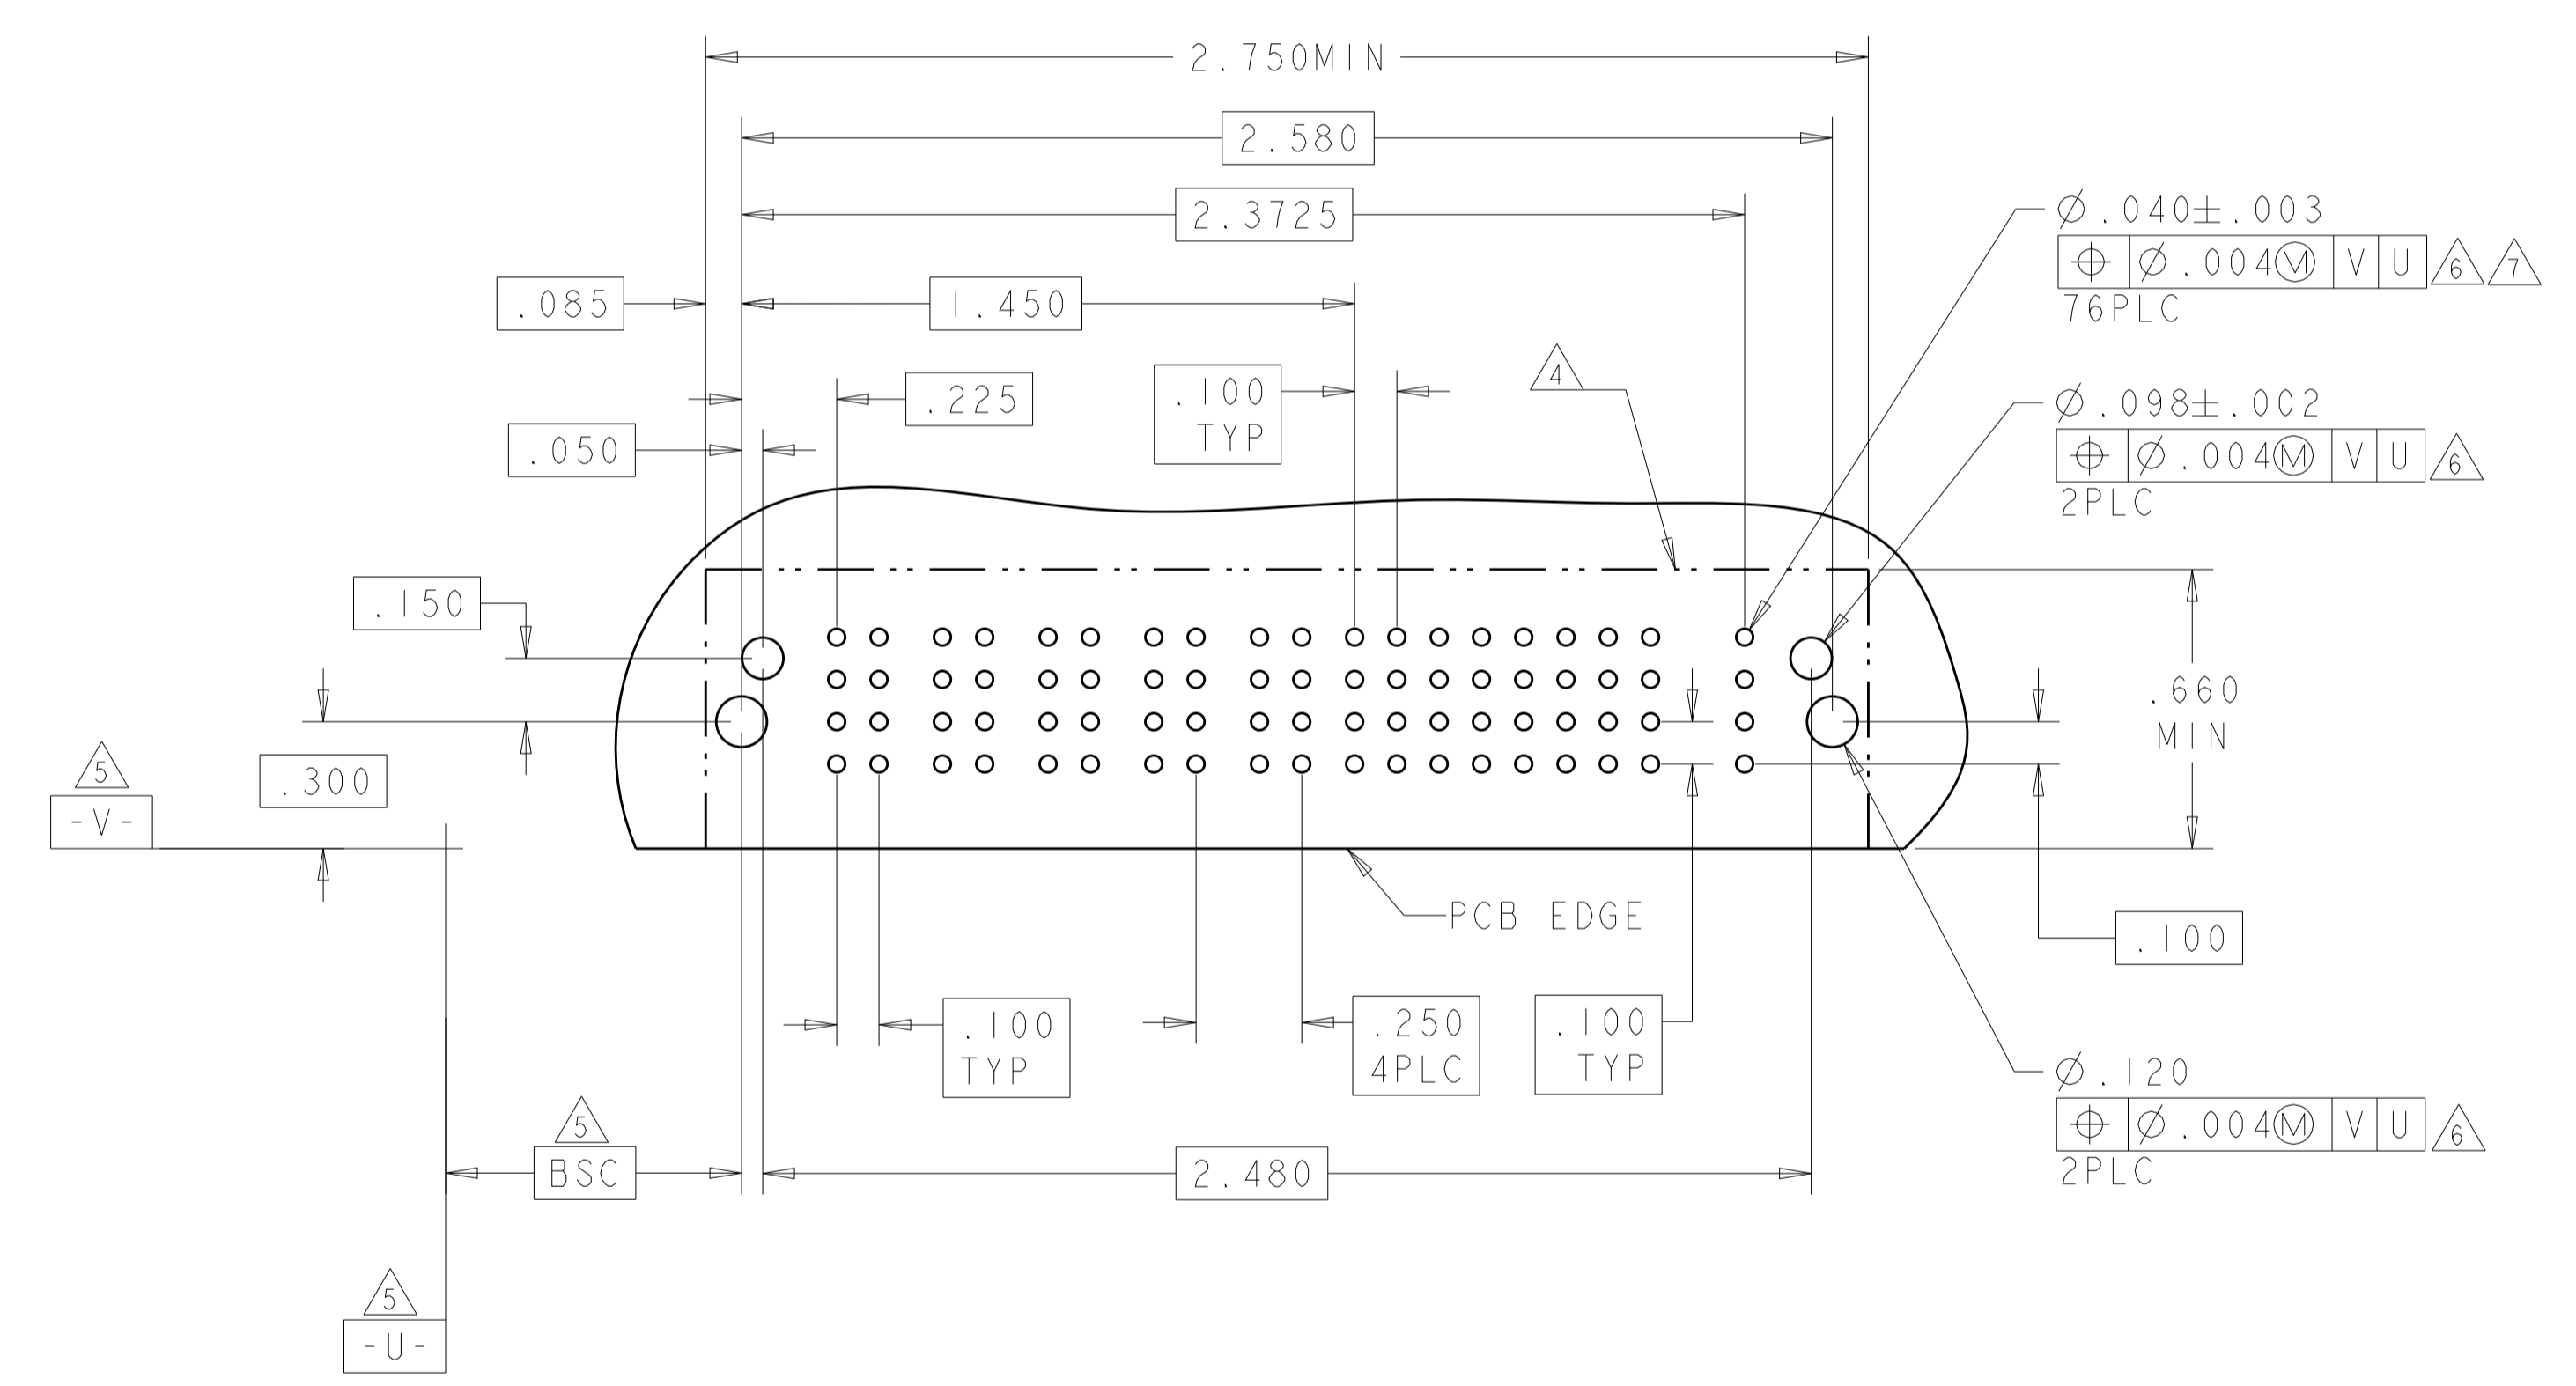 2.750MIN
2.580
2.3725
Ø.040±.003
⌖ Ø.004Ⓜ V U 6 7
76PLC
.085
1.450
.100
TYP
4
.225
.050
Ø.098±.002
⌖ Ø.004Ⓜ V U 6
2PLC
.150
.660
MIN
5
-V-
.300
PCB EDGE
.100
.100
TYP
.250
4PLC
.100
TYP
Ø.120
⌖ Ø.004Ⓜ V U 6
2PLC
5
BSC
2.480
5
-U-